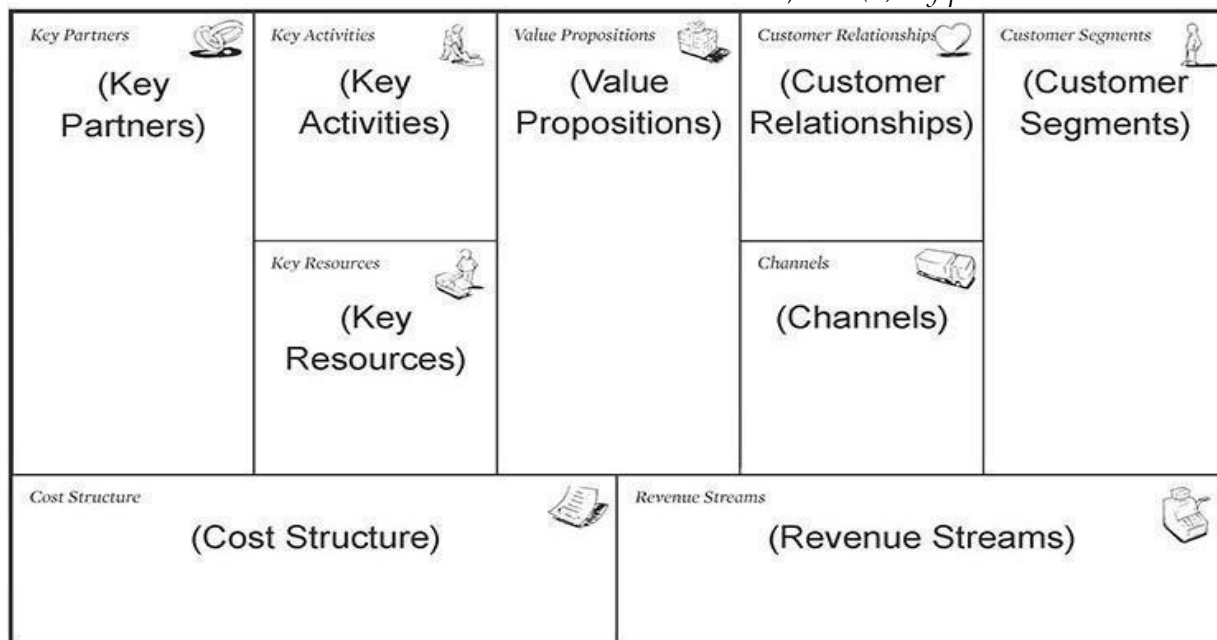 Key Partners
(Key
Partners)
Key Activities
(Key
Activities)
Key Resources
(Key
Resources)
Value Propositions
(Value
Propositions)
Customer Relationships
(Customer
Relationships)
Channels
(Channels)
Customer Segments
(Customer
Segments)
Cost Structure
(Cost Structure)
Revenue Streams
(Revenue Streams)